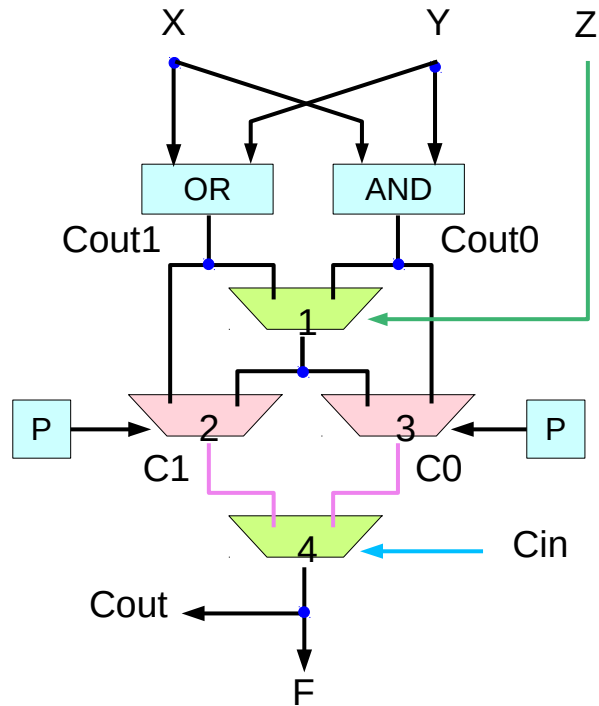 X Y Z
OR AND
Cout1 Cout0
1
P 2 3 P
C1 C0
4 Cin
Cout
F